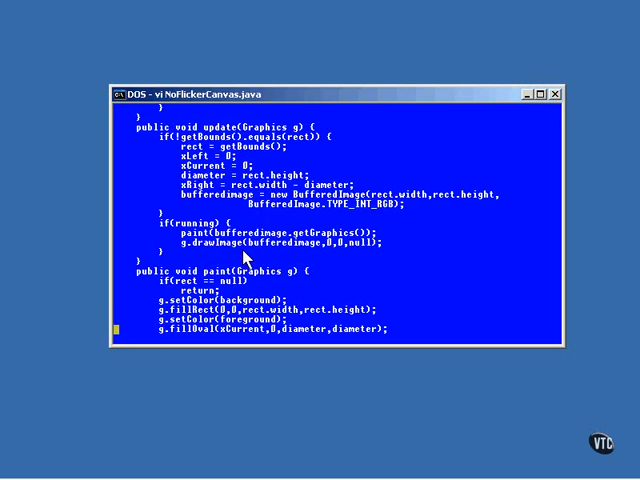 DOS - vi NoFlickerCanvas.java
}
}
public void update(Graphics g) {
if(!getBounds().equals(rect)) {
rect = getBounds();
xLeft = 0;
xCurrent = 0;
diameter = rect.height;
xRight = rect.width - diameter;
bufferedimage = new BufferedImage(rect.width,rect.height,
BufferedImage.TYPE_INT_RGB);
}
if(running) {
paint(bufferedimage.getGraphics());
g.drawImage(bufferedimage,0,0,null);
}
}
public void paint(Graphics g) {
if(rect == null)
return;
g.setColor(background);
g.fillRect(0,0,rect.width,rect.height);
g.setColor(foreground);
g.fillOval(xCurrent,0,diameter,diameter);
VTC